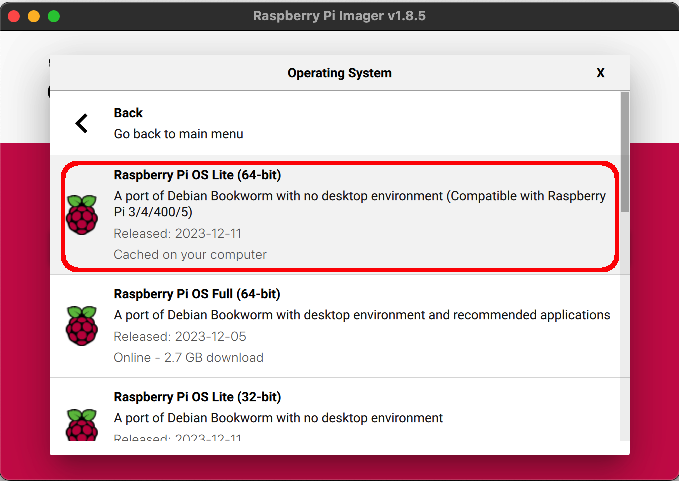 Raspberry Pi Imager v1.8.5
Operating System
X
Back
Go back to main menu
Raspberry Pi OS Lite (64-bit)
A port of Debian Bookworm with no desktop environment (Compatible with Raspberry
Pi 3/4/400/5)
Released: 2023-12-11
Cached on your computer
Raspberry Pi OS Full (64-bit)
A port of Debian Bookworm with desktop environment and recommended applications
Released: 2023-12-05
Online - 2.7 GB download
Raspberry Pi OS Lite (32-bit)
A port of Debian Bookworm with no desktop environment
Released: 2023-12-11